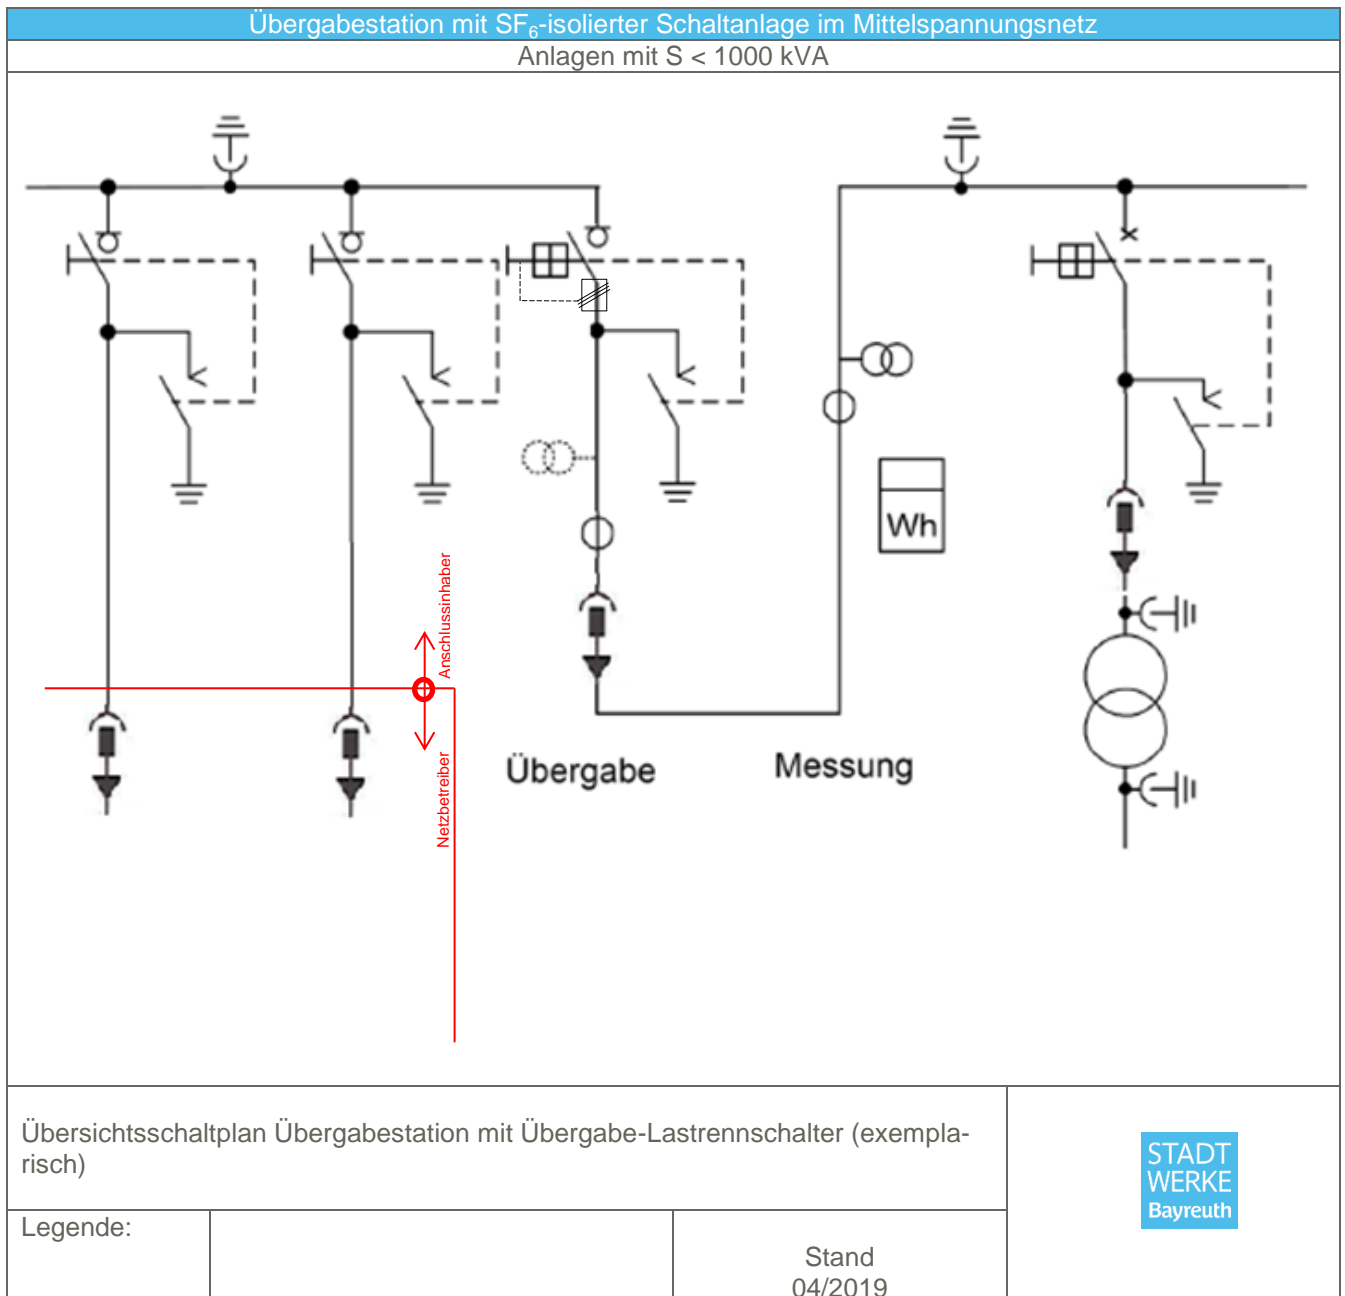 Übergabestation mit SF₆-isolierter Schaltanlage im Mittelspannungsnetz
Anlagen mit S < 1000 kVA
Anschlussinhaber
Netzbetreiber
Wh
Übergabe
Messung
Übersichtsschaltplan Übergabestation mit Übergabe-Lastrennschalter (exempla-
risch)
STADT
WERKE
Bayreuth
Legende:
Stand
04/2019